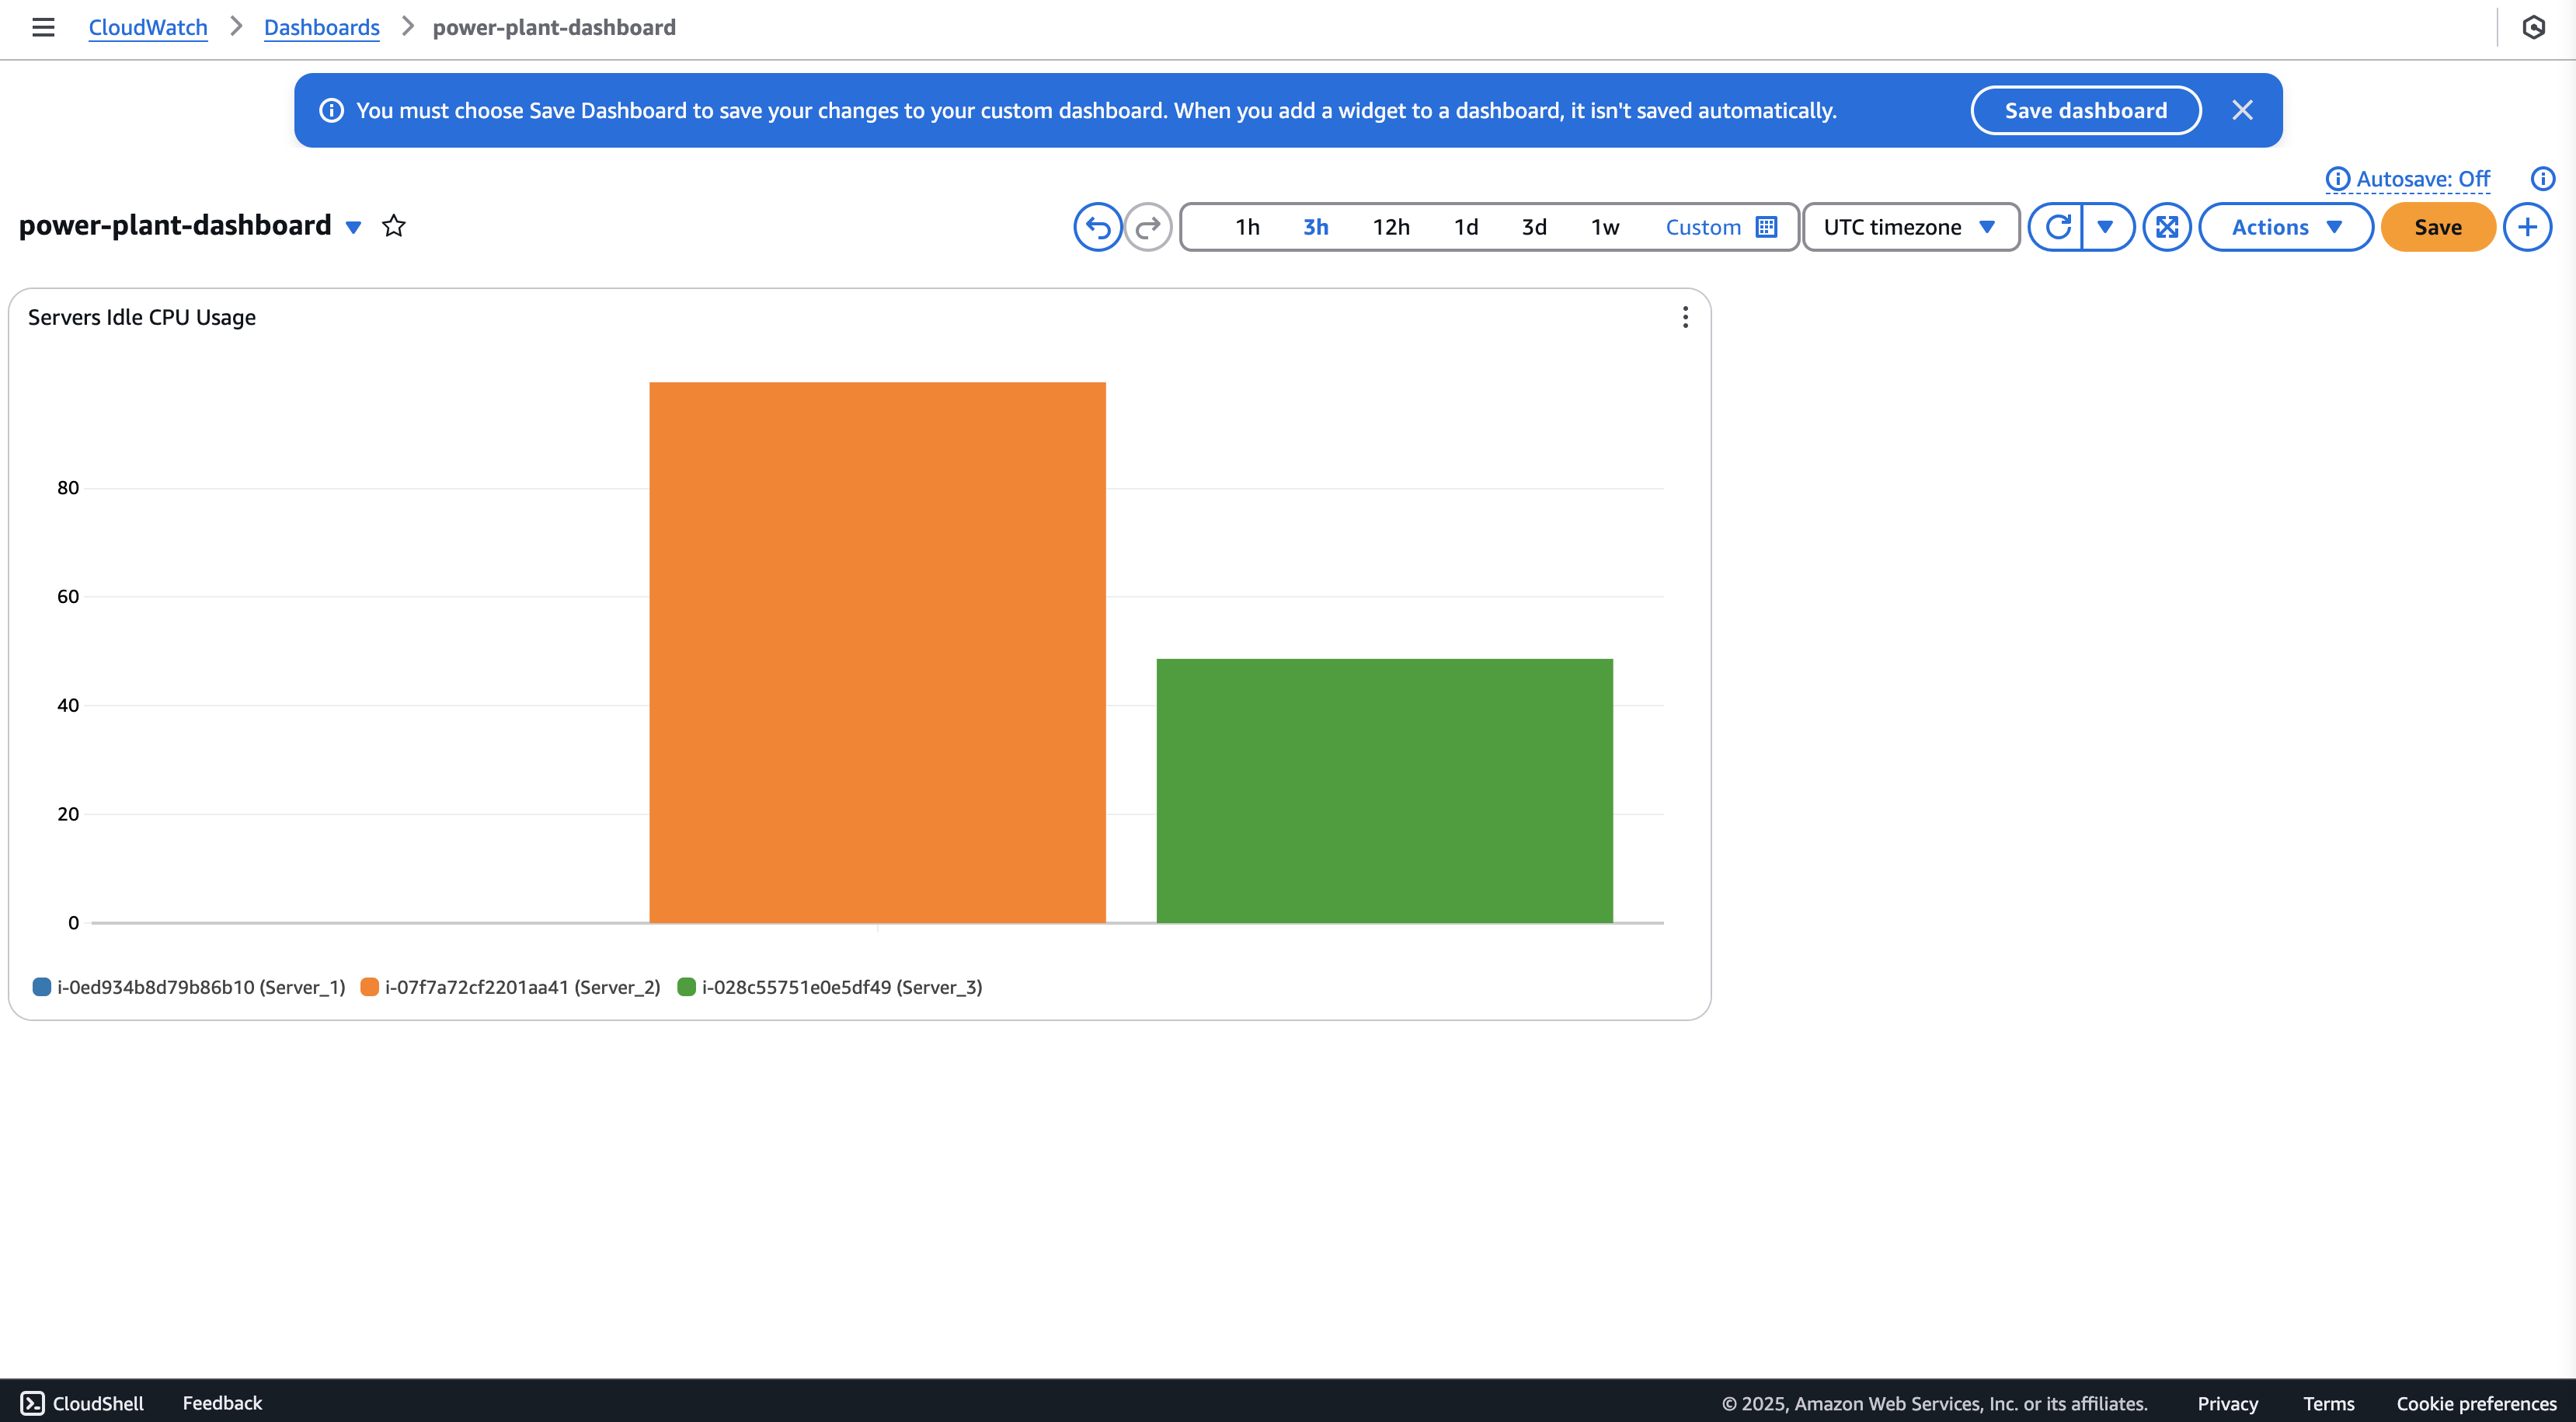 CloudWatch > Dashboards > power-plant-dashboard
You must choose Save Dashboard to save your changes to your custom dashboard. When you add a widget to a dashboard, it isn't saved automatically. Save dashboard
Autosave: Off
power-plant-dashboard 1h 3h 12h 1d 3d 1w Custom UTC timezone Actions Save
Servers Idle CPU Usage
80
60
40
20
0
i-0ed934b8d79b86b10 (Server_1) i-07f7a72cf2201aa41 (Server_2) i-028c55751e0e5df49 (Server_3)
CloudShell Feedback © 2025, Amazon Web Services, Inc. or its affiliates. Privacy Terms Cookie preferences